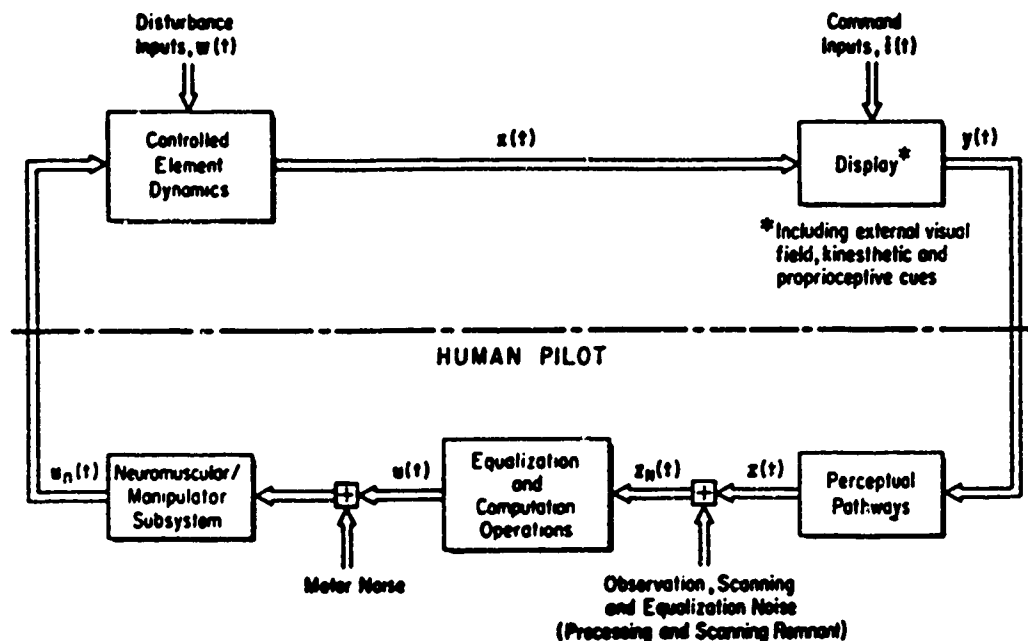 Disturbance
Inputs, w(t)
Command
Inputs, i(t)
Controlled
Element
Dynamics
x(t)
Display*
y(t)
*Including external visual
field, kinesthetic and
proprioceptive cues
HUMAN PILOT
u_n(t)
Neuromuscular/
Manipulator
Subsystem
+
u(t)
Equalization
and
Computation
Operations
z_N(t)
+
z(t)
Perceptual
Pathways
Motor Noise
Observation, Scanning
and Equalization Noise
(Processing and Scanning Remnant)